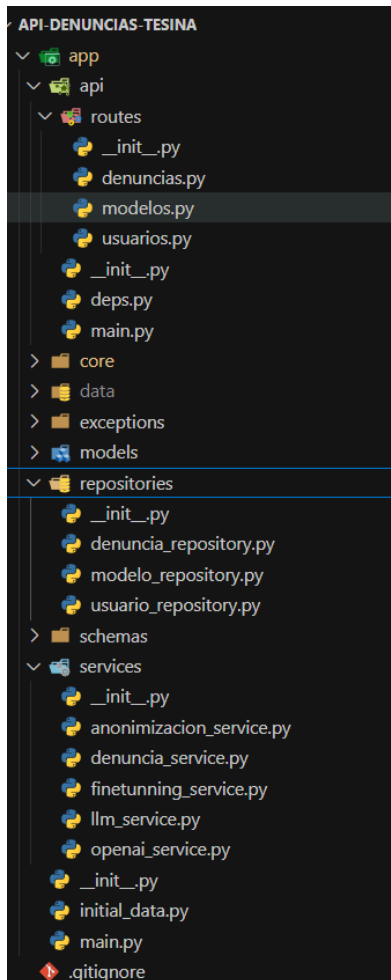 API-DENUNCIAS-TESINA
app
api
routes
__init__.py
denuncias.py
modelos.py
usuarios.py
__init__.py
deps.py
main.py
core
data
exceptions
models
repositories
__init__.py
denuncia_repository.py
modelo_repository.py
usuario_repository.py
schemas
services
__init__.py
anonimizacion_service.py
denuncia_service.py
finetunning_service.py
llm_service.py
openai_service.py
__init__.py
initial_data.py
main.py
.gitignore